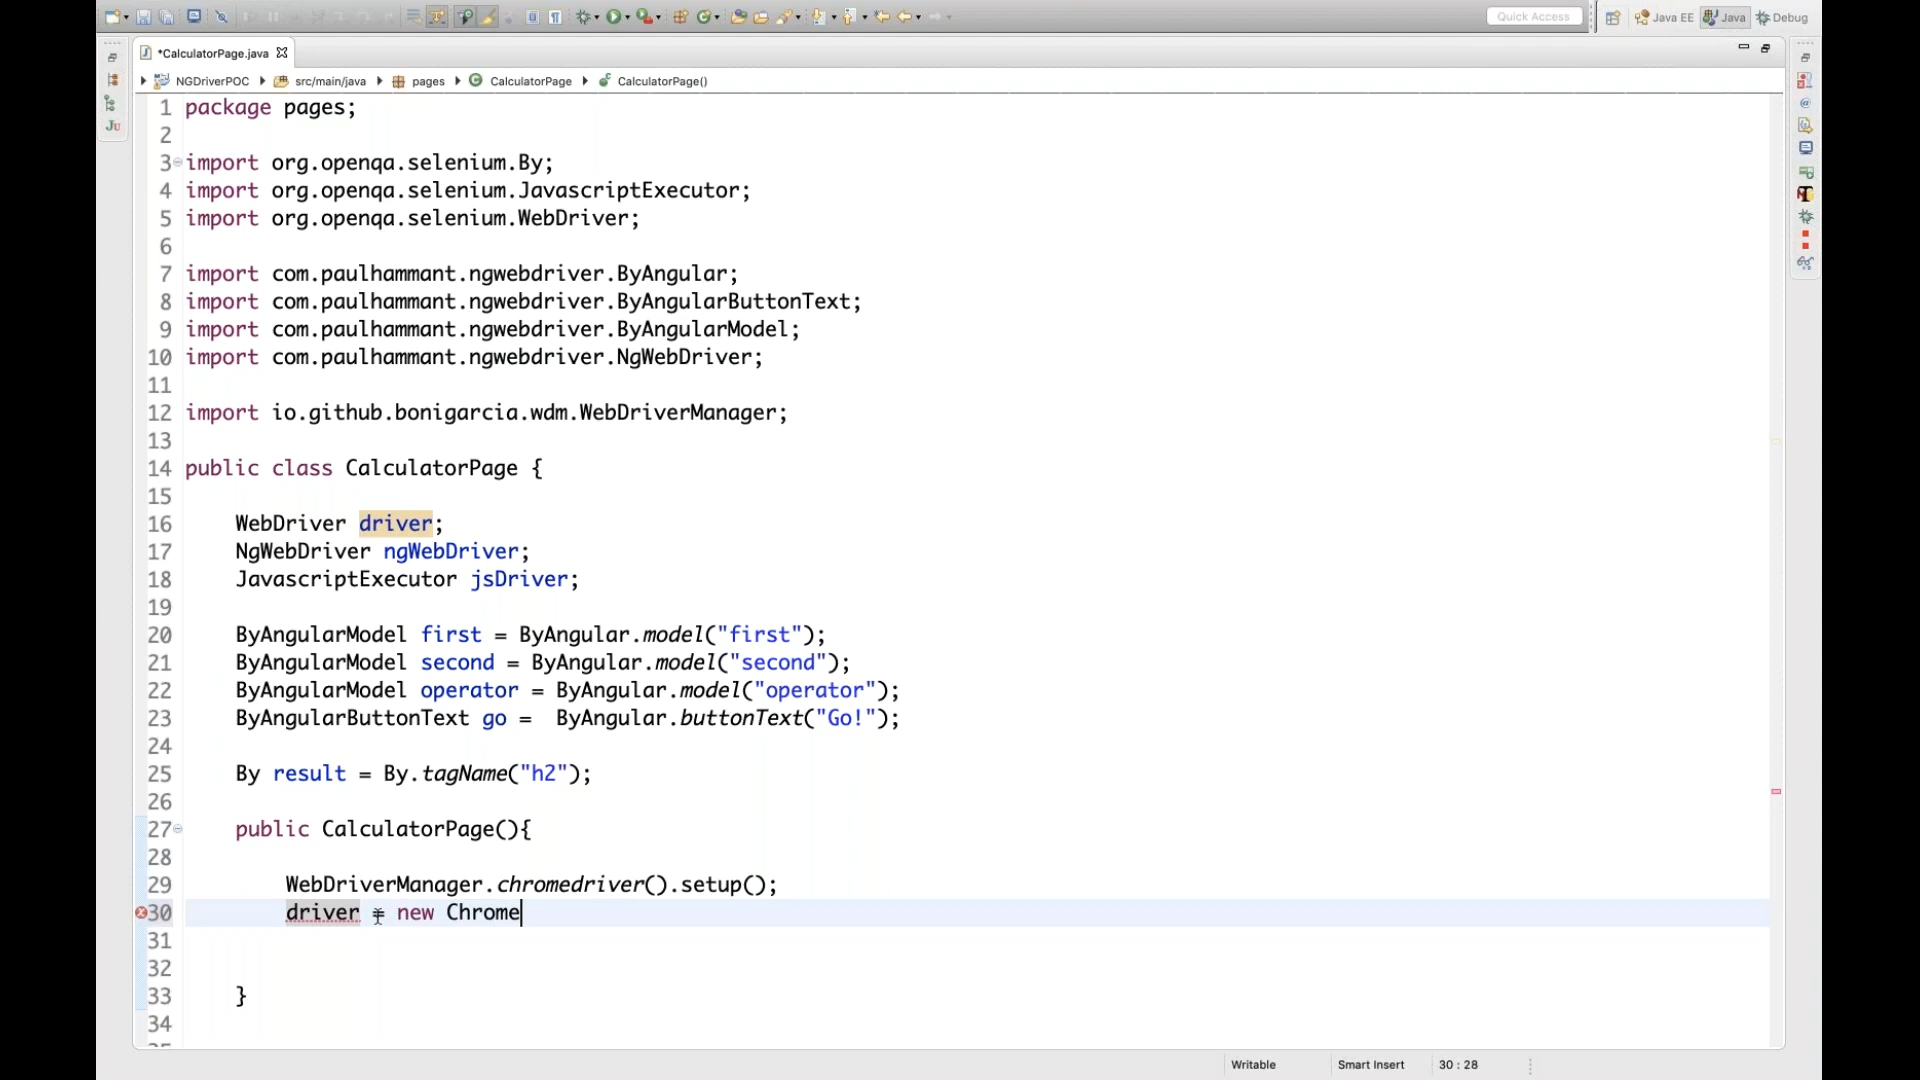 Quick Access
Java EE
Java
Debug
*CalculatorPage.java
NGDriverPOC
src/main/java
pages
CalculatorPage
CalculatorPage()
Ju
1 package pages;
2
3 import org.openqa.selenium.By;
4 import org.openqa.selenium.JavascriptExecutor;
5 import org.openqa.selenium.WebDriver;
6
7 import com.paulhammant.ngwebdriver.ByAngular;
8 import com.paulhammant.ngwebdriver.ByAngularButtonText;
9 import com.paulhammant.ngwebdriver.ByAngularModel;
10 import com.paulhammant.ngwebdriver.NgWebDriver;
11
12 import io.github.bonigarcia.wdm.WebDriverManager;
13
14 public class CalculatorPage {
15
16 WebDriver driver;
17 NgWebDriver ngWebDriver;
18 JavascriptExecutor jsDriver;
19
20 ByAngularModel first = ByAngular.model("first");
21 ByAngularModel second = ByAngular.model("second");
22 ByAngularModel operator = ByAngular.model("operator");
23 ByAngularButtonText go = ByAngular.buttonText("Go!");
24
25 By result = By.tagName("h2");
26
27 public CalculatorPage(){
28
29 WebDriverManager.chromedriver().setup();
30 driver = new Chrome
31
32
33 }
34
Writable
Smart Insert
30 : 28